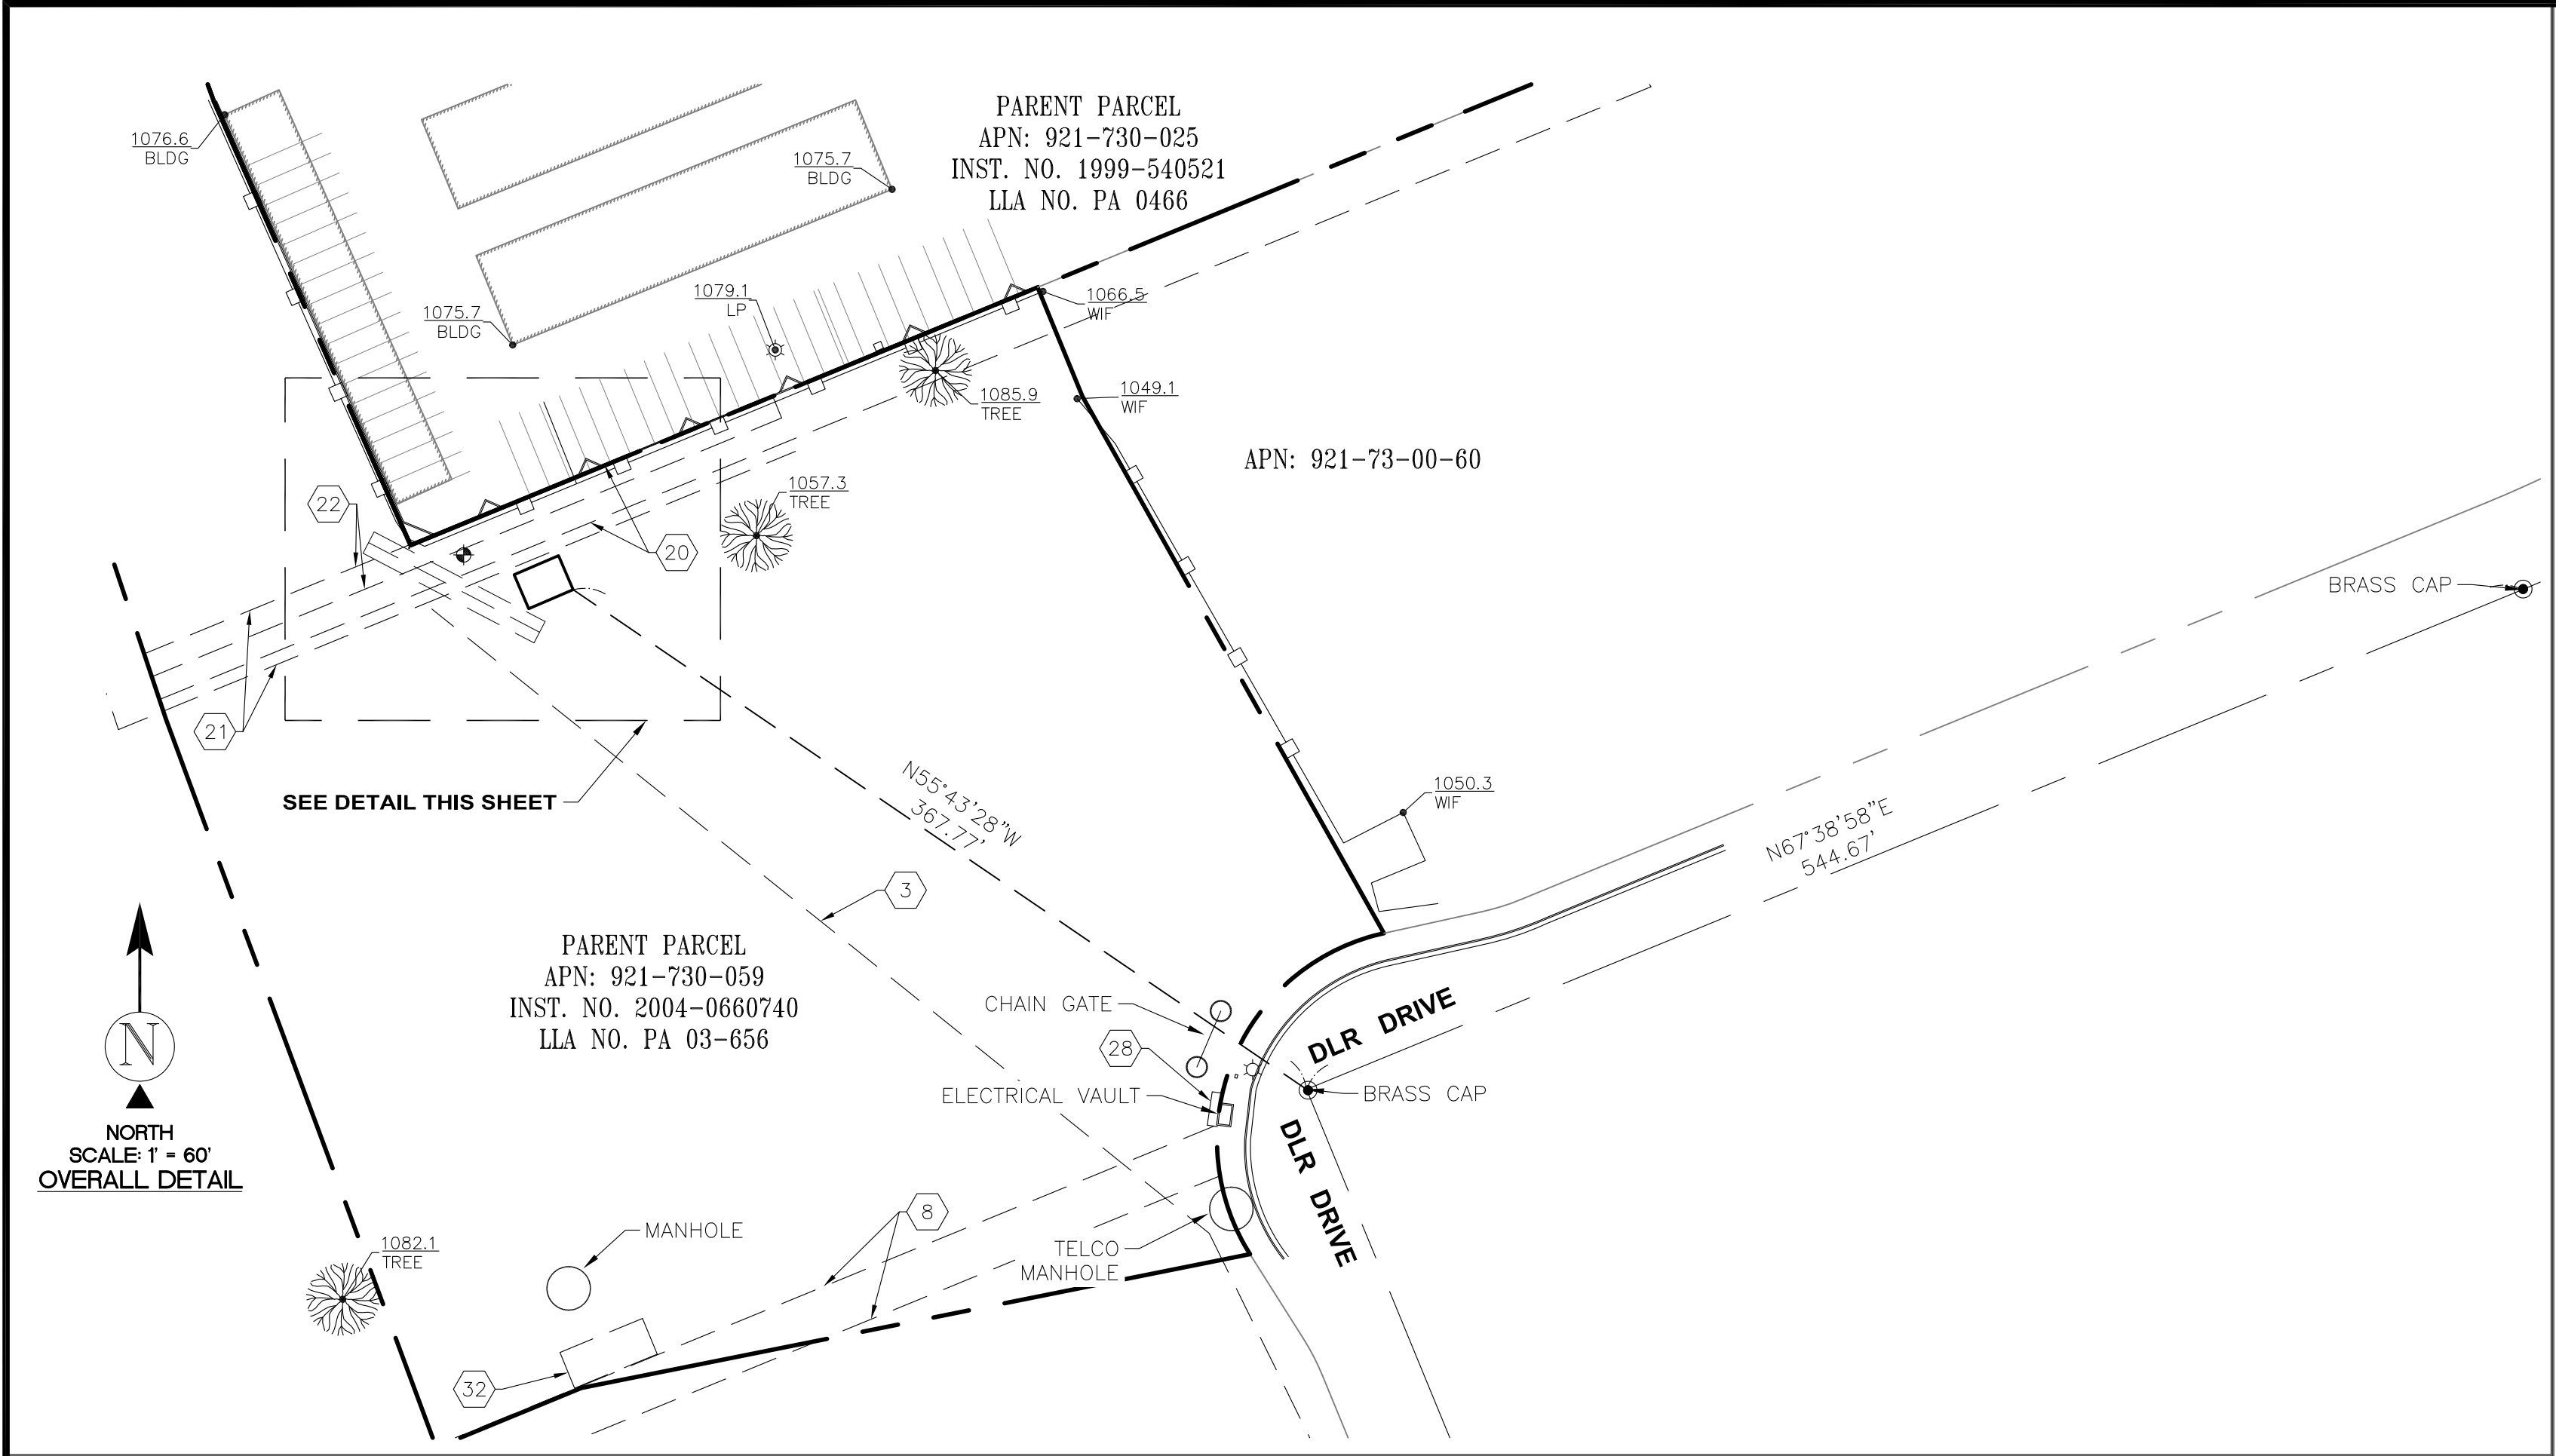 PARENT PARCEL
APN: 921-730-025
INST. NO. 1999-540521
LLA NO. PA 0466
1076.6
BLDG
1075.7
BLDG
1079.1
LP
1075.7
BLDG
1066.5
WIF
1049.1
WIF
1085.9
TREE
APN: 921-73-00-60
1057.3
TREE
22
20
BRASS CAP
21
SEE DETAIL THIS SHEET
N55°43'28"W
367.77'
1050.3
WIF
N67°38'58"E
544.67'
3
PARENT PARCEL
APN: 921-730-059
INST. NO. 2004-0660740
LLA NO. PA 03-656
CHAIN GATE
28
DLR DRIVE
ELECTRICAL VAULT
BRASS CAP
N
NORTH
SCALE: 1' = 60'
OVERALL DETAIL
DLR DRIVE
8
MANHOLE
TELCO
MANHOLE
1082.1
TREE
32